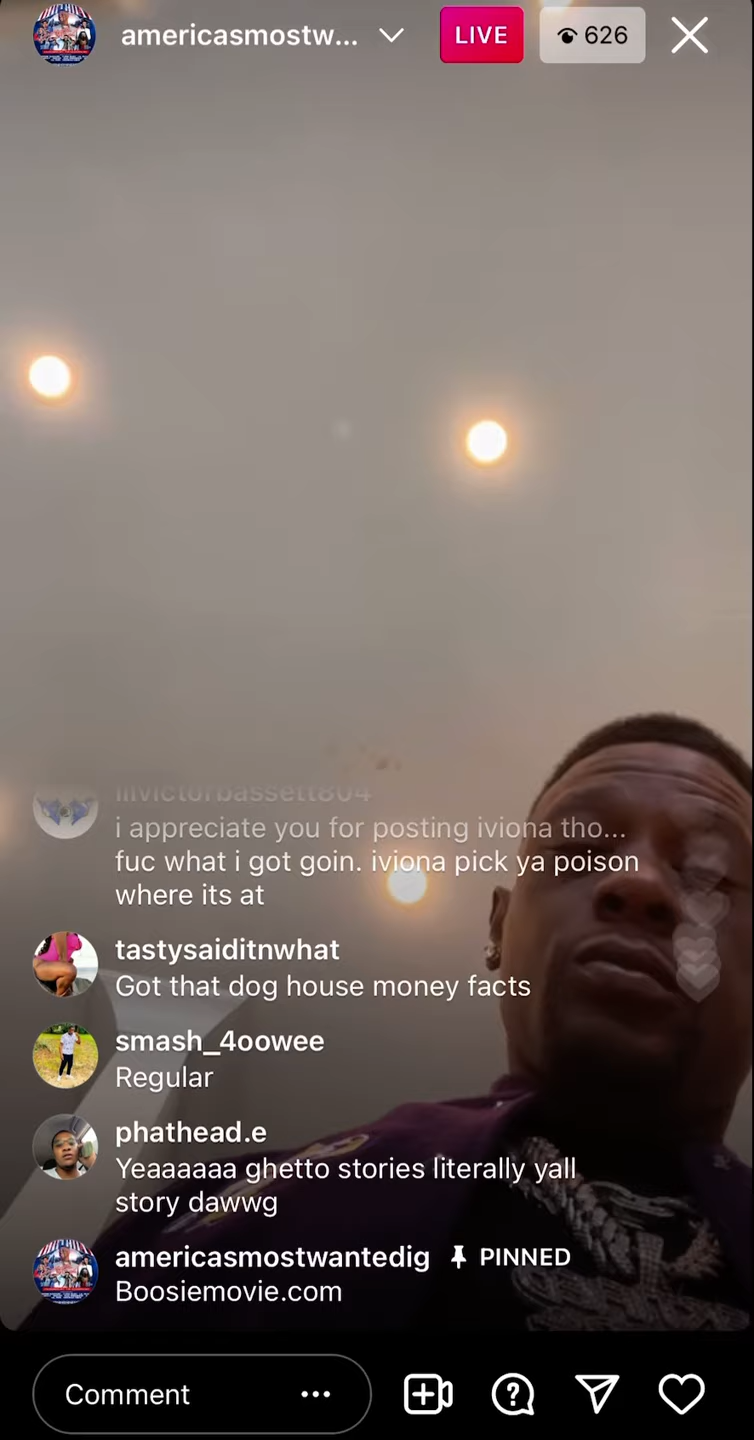 americasmostw...
LIVE
626
lilvictorbassett804
i appreciate you for posting iviona tho...
fuc what i got goin. iviona pick ya poison
where its at
tastysaiditnwhat
Got that dog house money facts
smash_4oowee
Regular
phathead.e
Yeaaaaaa ghetto stories literally yall
story dawwg
americasmostwantedig PINNED
Boosiemovie.com
Comment